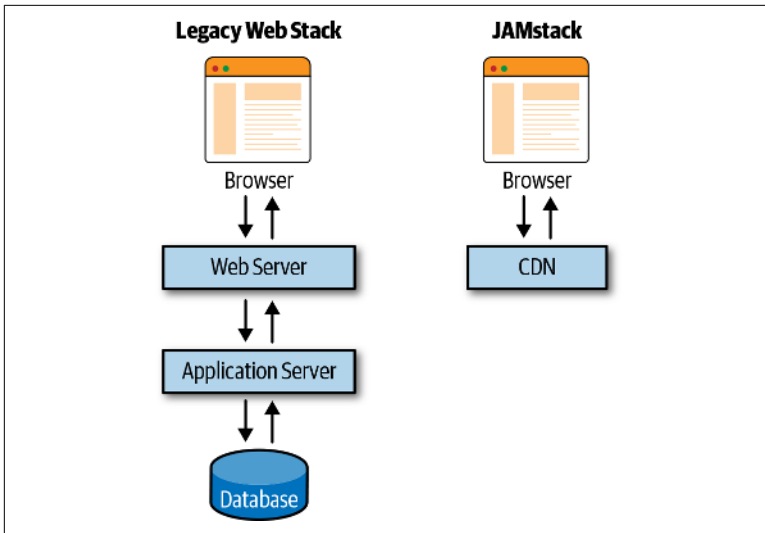 Legacy Web Stack
JAMstack
Browser
Browser
Web Server
CDN
Application Server
Database